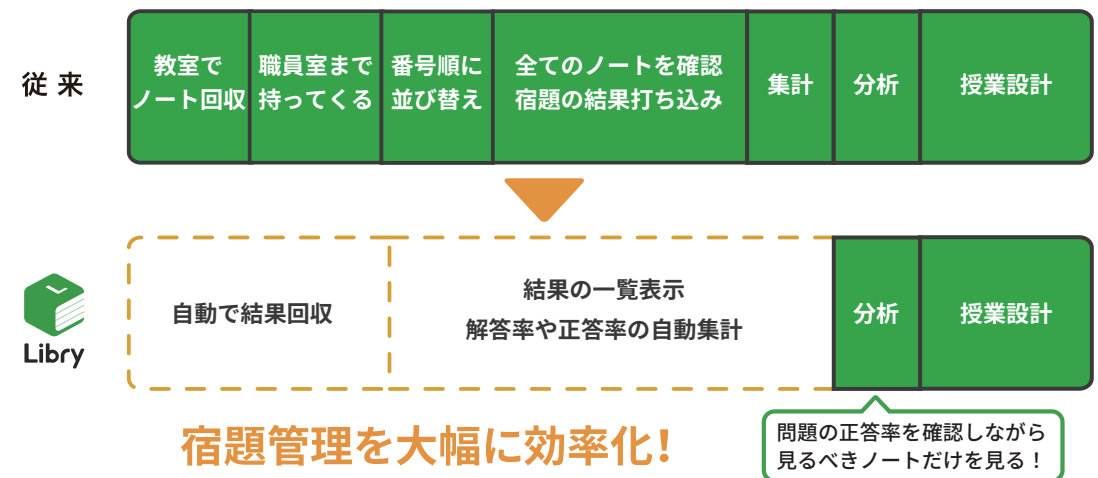 従来
教室で
ノート回収
職員室まで
持ってくる
番号順に
並び替え
全てのノートを確認
宿題の結果打ち込み
集計
分析
授業設計
Libry
自動で結果回収
結果の一覧表示
解答率や正答率の自動集計
分析
授業設計
宿題管理を大幅に効率化！
問題の正答率を確認しながら
見るべきノートだけを見る！